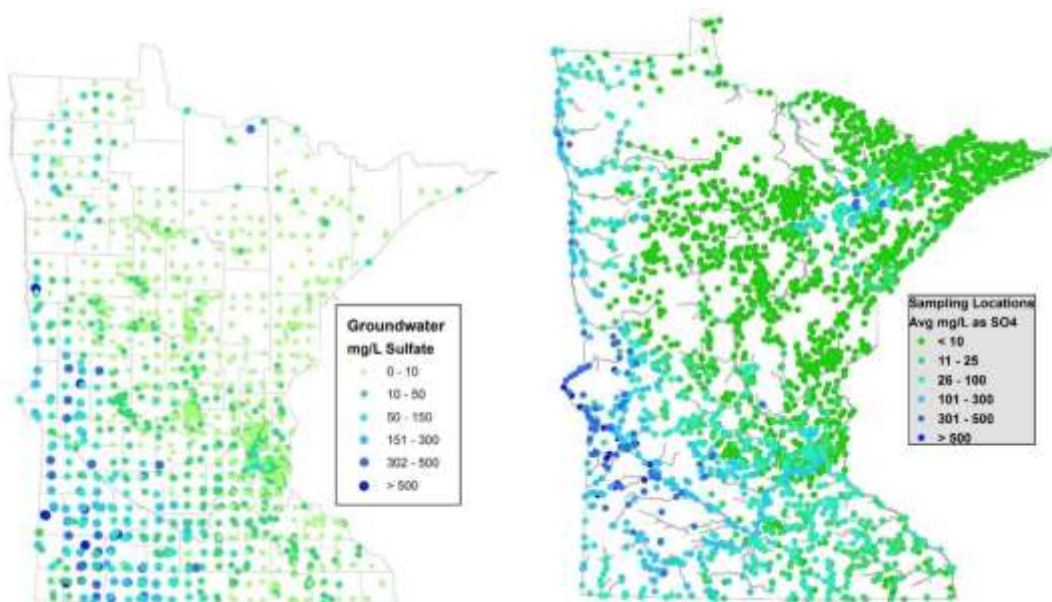 Groundwater
mg/L Sulfate
0 - 10
10 - 50
50 - 150
151 - 300
302 - 500
> 500
Sampling Locations
Avg mg/L as SO4
< 10
11 - 25
26 - 100
101 - 300
301 - 500
> 500